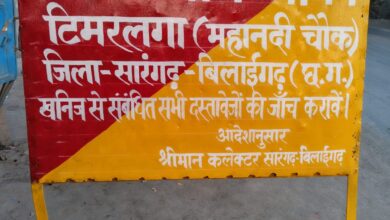 टिमरलगा (महानदी चौक)
जिला-सारंगढ़-बिलाईगढ़ (छ.ग.)
खनिज से संबंधित सभी दस्तावेजों की जाँच करावें।
आदेशानुसार
श्रीमान कलेक्टर सारंगढ़-बिलाईगढ़